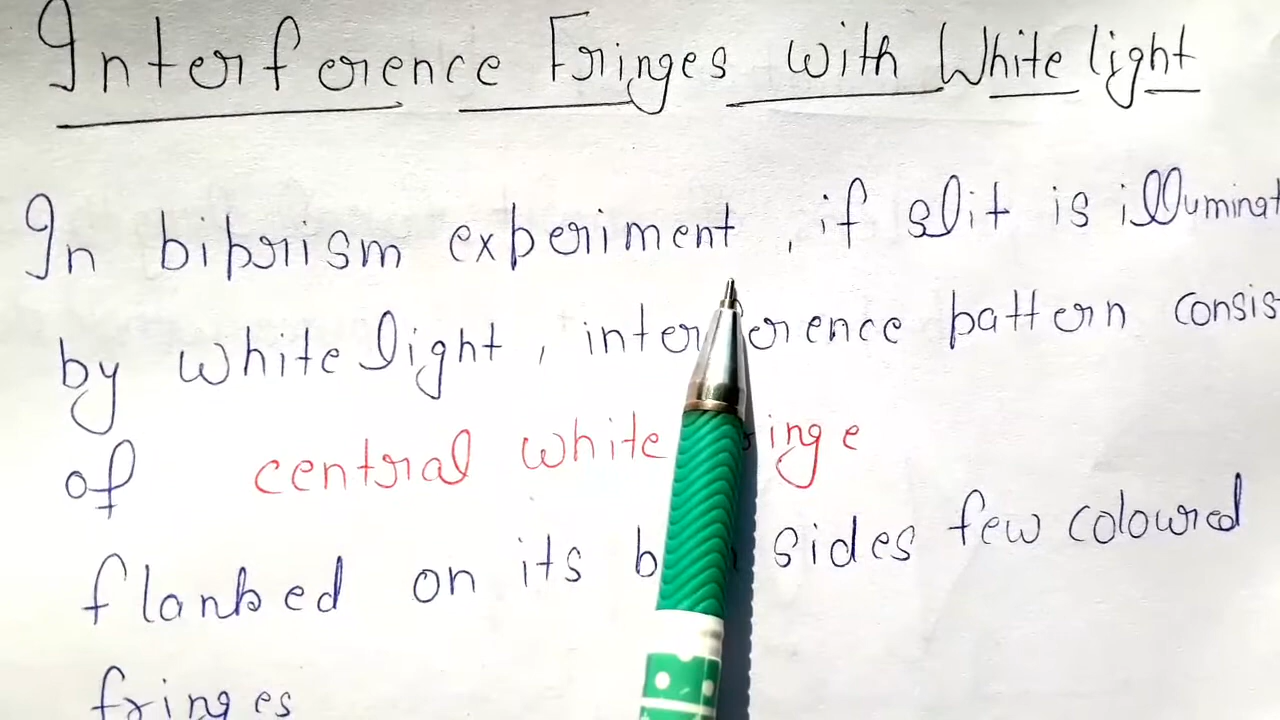 Interference Fringes with White light
In biprism experiment, if slit is illuminat
by white light, interference pattern consis
of central white inge
flanked on its sides few coloured
fringes